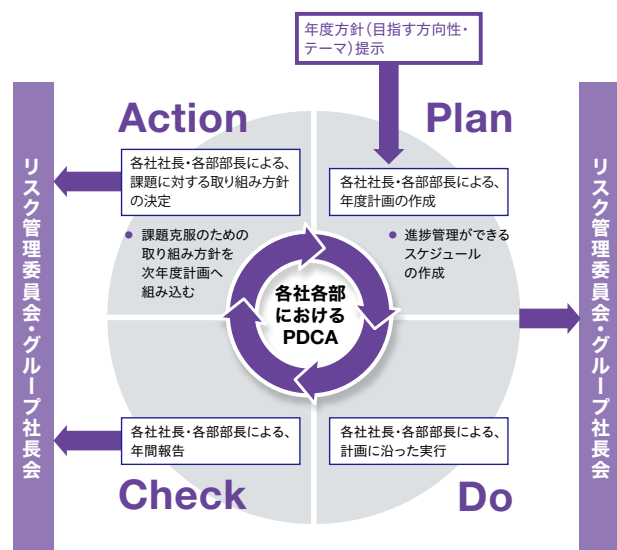 年度方針（目指す方向性・
テーマ）提示
Action
Plan
各社社長・各部部長による、
課題に対する取り組み方針
の決定
各社社長・各部部長による、
年度計画の作成
● 課題克服のための
取り組み方針を
次年度計画へ
組み込む
● 進捗管理ができる
スケジュール
の作成
各社各部
における
PDCA
リスク管理委員会・グループ社長会
リスク管理委員会・グループ社長会
各社社長・各部部長による、
年間報告
各社社長・各部部長による、
計画に沿った実行
Check
Do